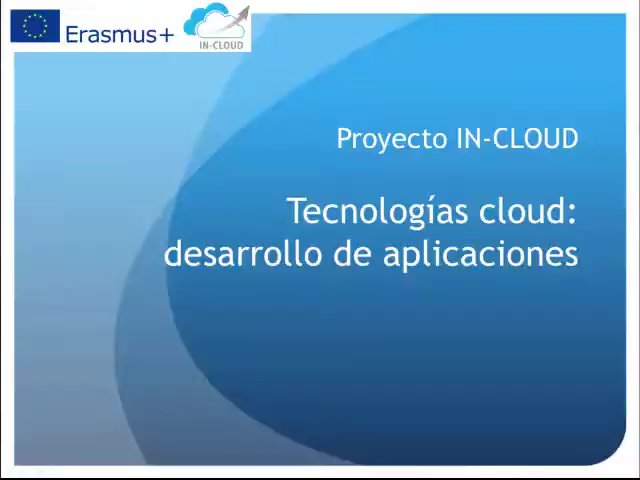 Erasmus+
IN-CLOUD
Proyecto IN-CLOUD
Tecnologías cloud:
desarrollo de aplicaciones